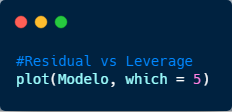 #Residual vs Leverage
plot(Modelo, which = 5)